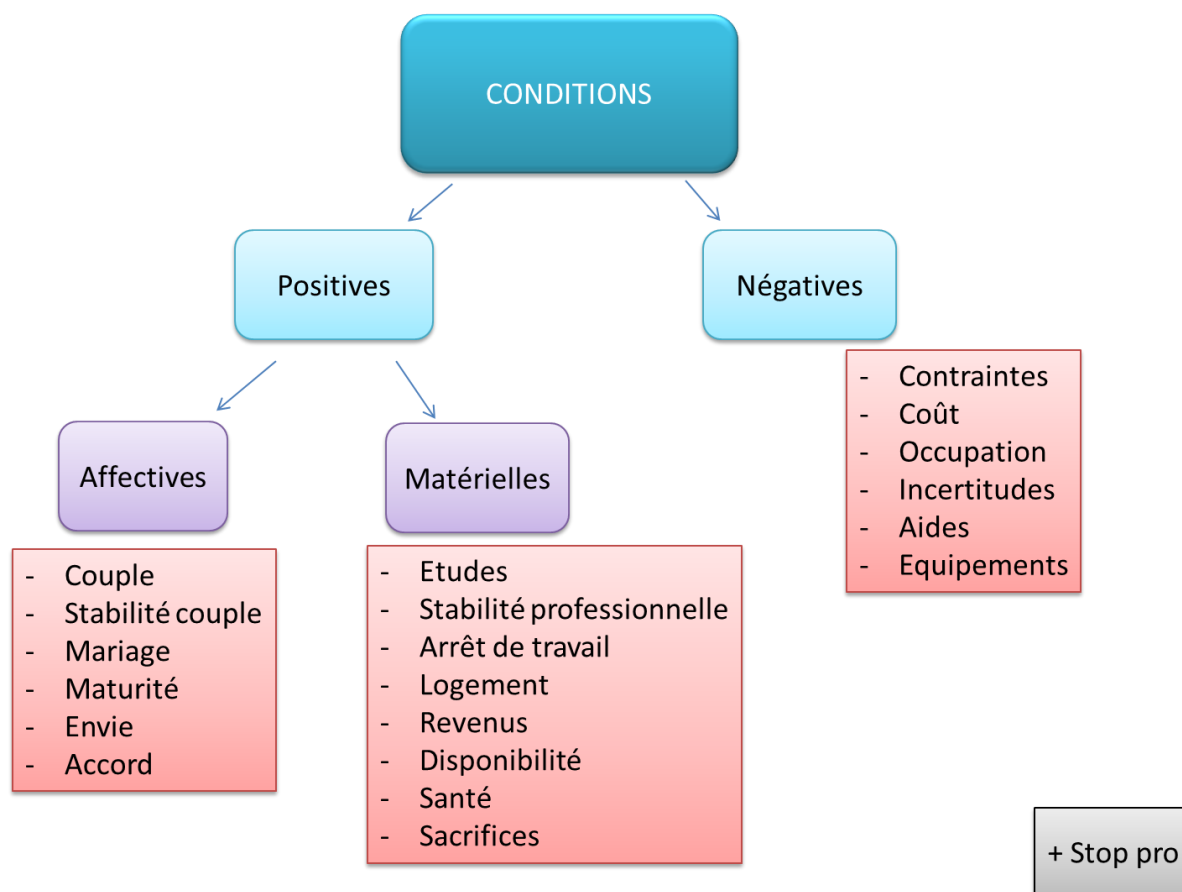 CONDITIONS
Positives
Négatives
- Contraintes
- Coût
- Occupation
- Incertitudes
- Aides
- Equipements
Affectives
Matérielles
- Couple
- Stabilité couple
- Mariage
- Maturité
- Envie
- Accord
- Etudes
- Stabilité professionnelle
- Arrêt de travail
- Logement
- Revenus
- Disponibilité
- Santé
- Sacrifices
+ Stop pro